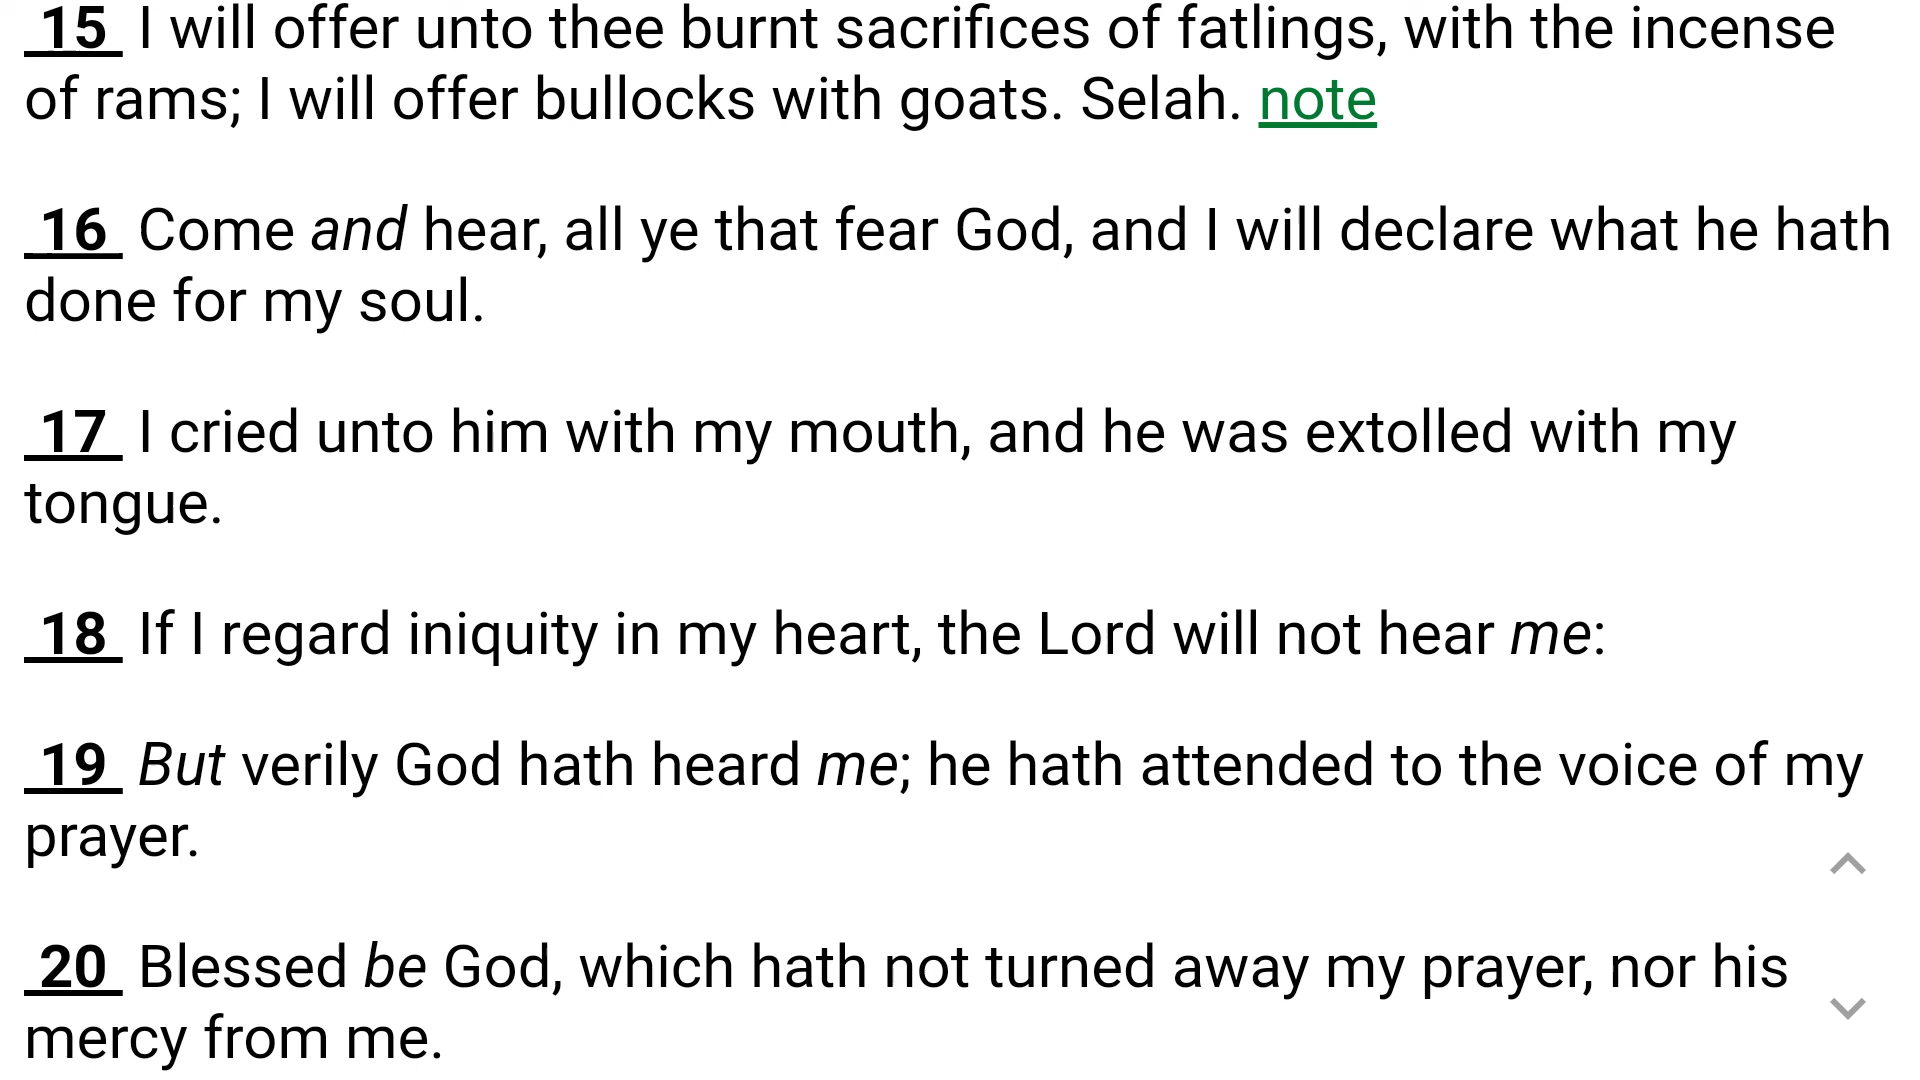 15 I will offer unto thee burnt sacrifices of fatlings, with the incense
of rams; I will offer bullocks with goats. Selah. note
16 Come and hear, all ye that fear God, and I will declare what he hath
done for my soul.
17 I cried unto him with my mouth, and he was extolled with my
tongue.
18 If I regard iniquity in my heart, the Lord will not hear me:
19 But verily God hath heard me; he hath attended to the voice of my
prayer.
20 Blessed be God, which hath not turned away my prayer, nor his
mercy from me.